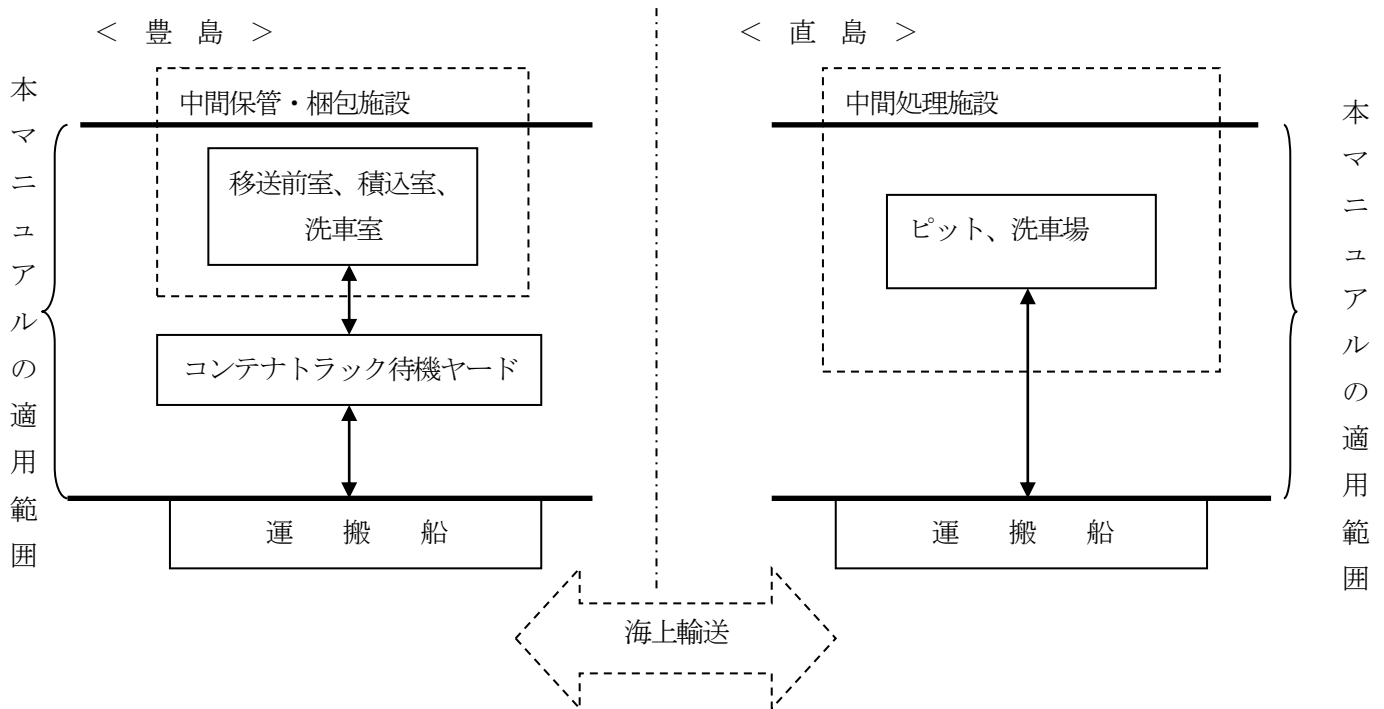 < 豊 島 >
< 直 島 >
本マニュアルの適用範囲
中間保管・梱包施設
移送前室、積込室、
洗車室
コンテナトラック待機ヤード
運 搬 船
中間処理施設
ピット、洗車場
運 搬 船
本マニュアルの適用範囲
海上輸送